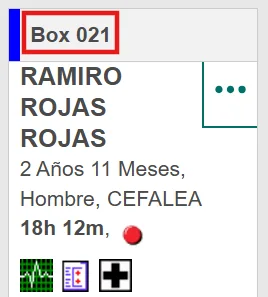 Box 021
RAMIRO
ROJAS
ROJAS
2 Años 11 Meses,
Hombre, CEFALEA
18h 12m,